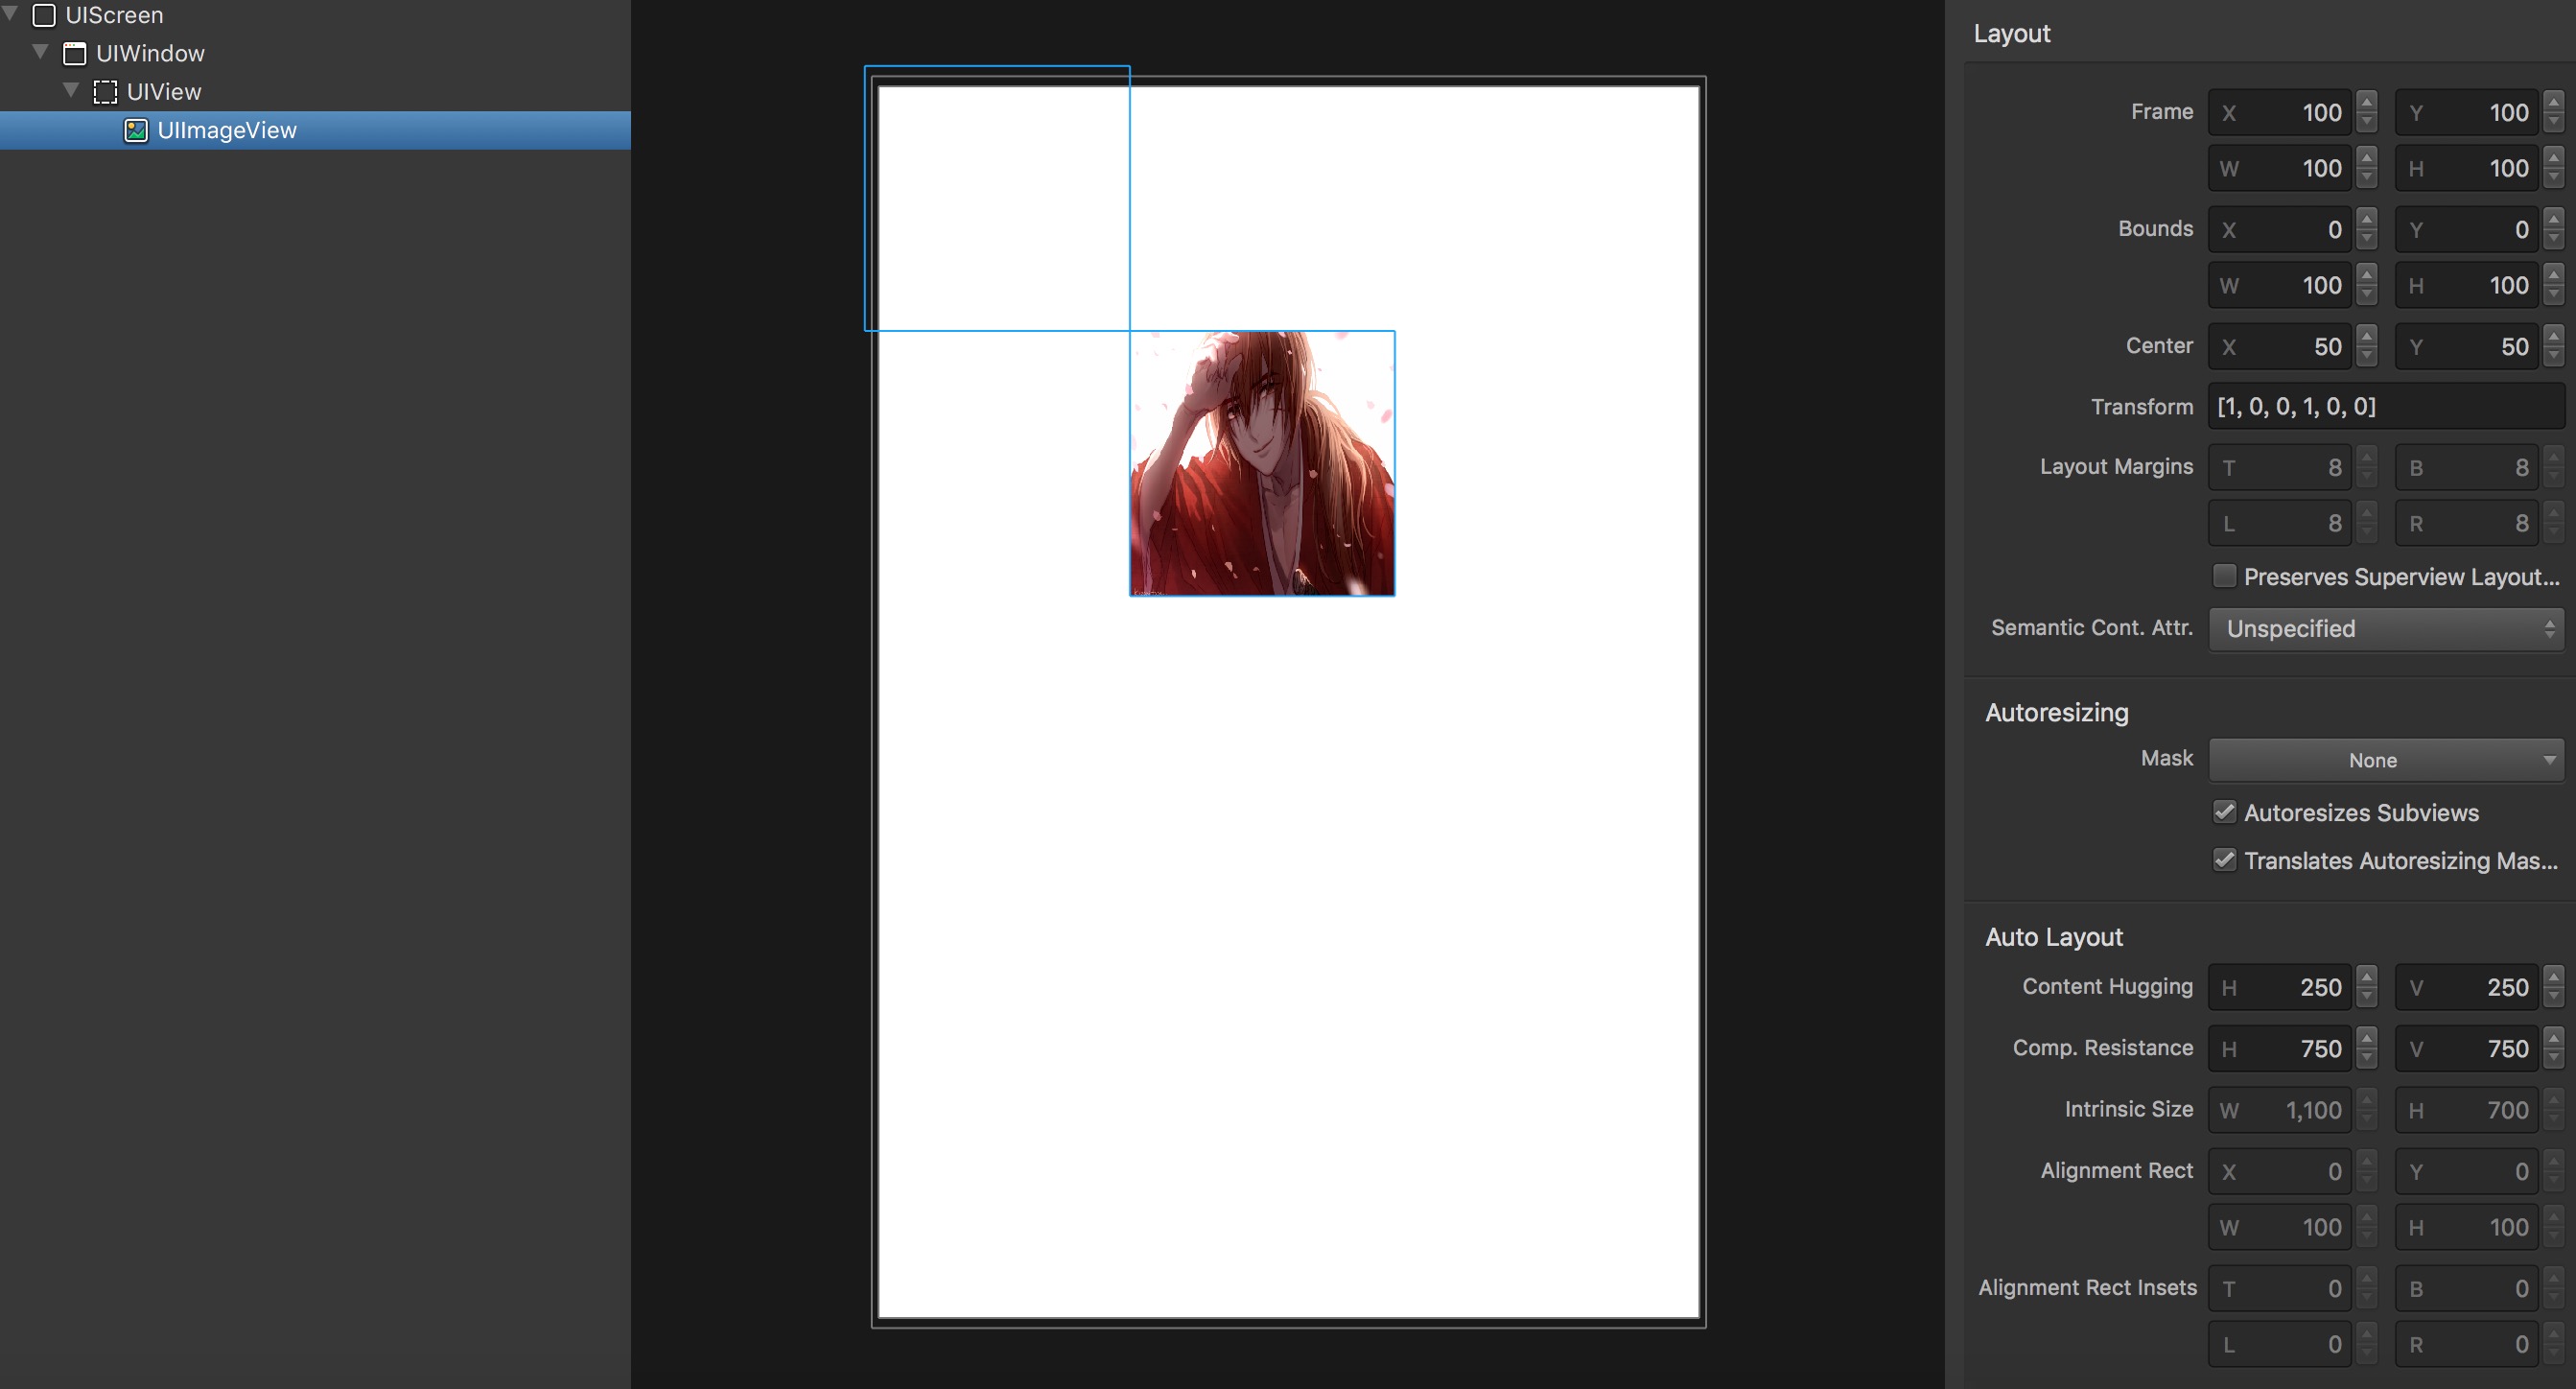 UIScreen
UIWindow
UIView
UIImageView
Layout
Frame X 100 Y 100
W 100 H 100
Bounds X 0 Y 0
W 100 H 100
Center X 50 Y 50
Transform [1, 0, 0, 1, 0, 0]
Layout Margins T 8 B 8
L 8 R 8
Preserves Superview Layout...
Semantic Cont. Attr. Unspecified
Autoresizing
Mask None
Autoresizes Subviews
Translates Autoresizing Mas...
Auto Layout
Content Hugging H 250 V 250
Comp. Resistance H 750 V 750
Intrinsic Size W 1,100 H 700
Alignment Rect X 0 Y 0
W 100 H 100
Alignment Rect Insets T 0 B 0
L 0 R 0